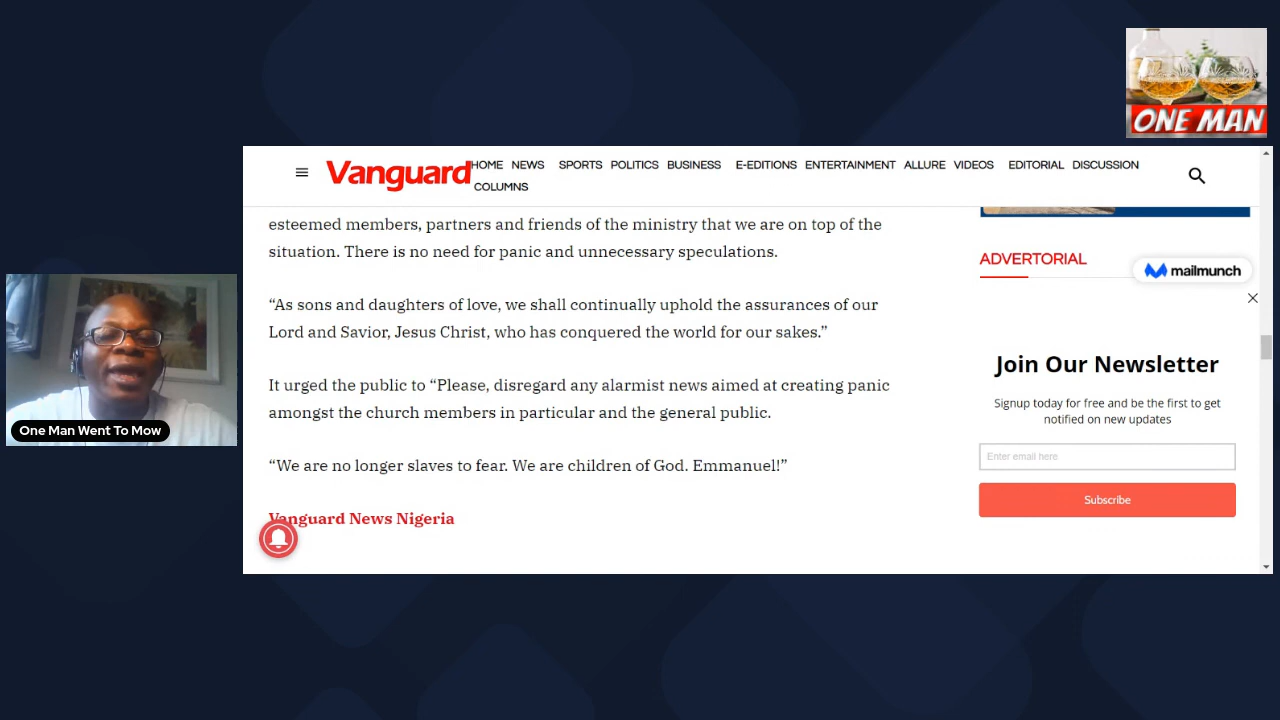 ONE MAN
Vanguard
HOME NEWS SPORTS POLITICS BUSINESS E-EDITIONS ENTERTAINMENT ALLURE VIDEOS EDITORIAL DISCUSSION
COLUMNS
esteemed members, partners and friends of the ministry that we are on top of the
situation. There is no need for panic and unnecessary speculations.
“As sons and daughters of love, we shall continually uphold the assurances of our
Lord and Savior, Jesus Christ, who has conquered the world for our sakes.”
It urged the public to “Please, disregard any alarmist news aimed at creating panic
amongst the church members in particular and the general public.
“We are no longer slaves to fear. We are children of God. Emmanuel!”
Vanguard News Nigeria
ADVERTORIAL
mailmunch
Join Our Newsletter
Signup today for free and be the first to get
notified on new updates
Enter email here
Subscribe
One Man Went To Mow